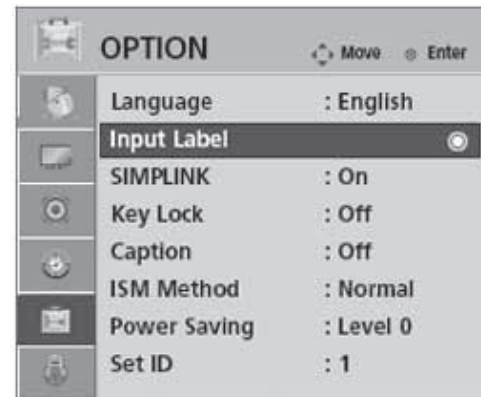 OPTION Move Enter
Language : English
Input Label
SIMPLINK : On
Key Lock : Off
Caption : Off
ISM Method : Normal
Power Saving : Level 0
Set ID : 1